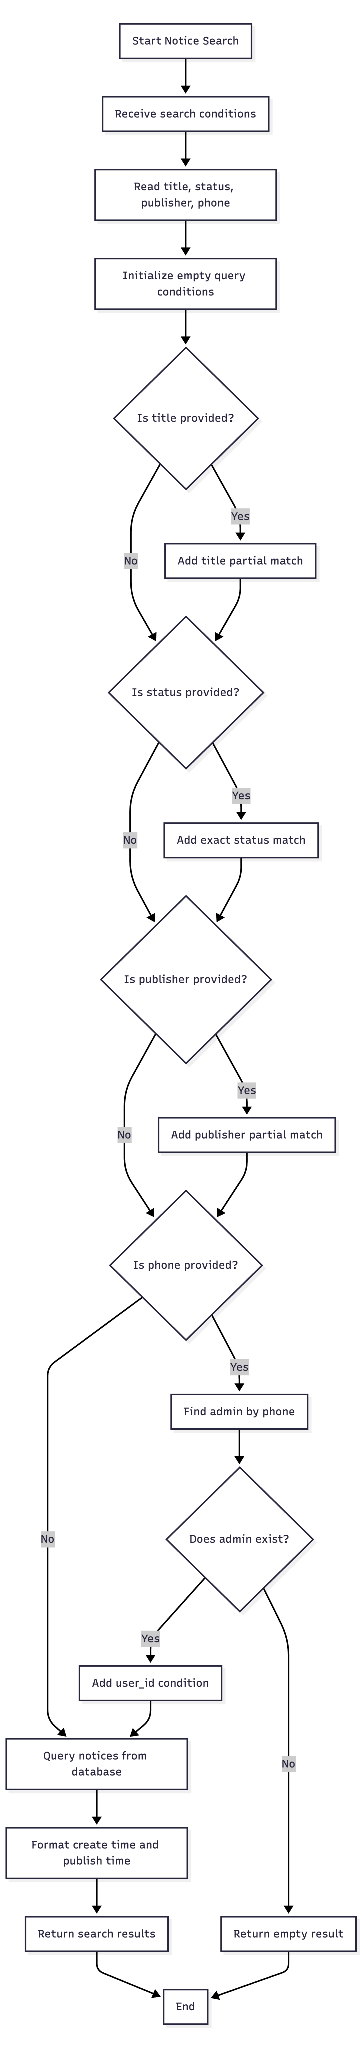 Start Notice Search
Receive search conditions
Read title, status,
publisher, phone
Initialize empty query
conditions
Is title provided?
Yes
No
Add title partial match
Is status provided?
Yes
No
Add exact status match
Is publisher provided?
Yes
No
Add publisher partial match
Is phone provided?
Yes
Find admin by phone
No
Does admin exist?
Yes
Add user_id condition
Query notices from
database
No
Format create time and
publish time
Return search results
Return empty result
End